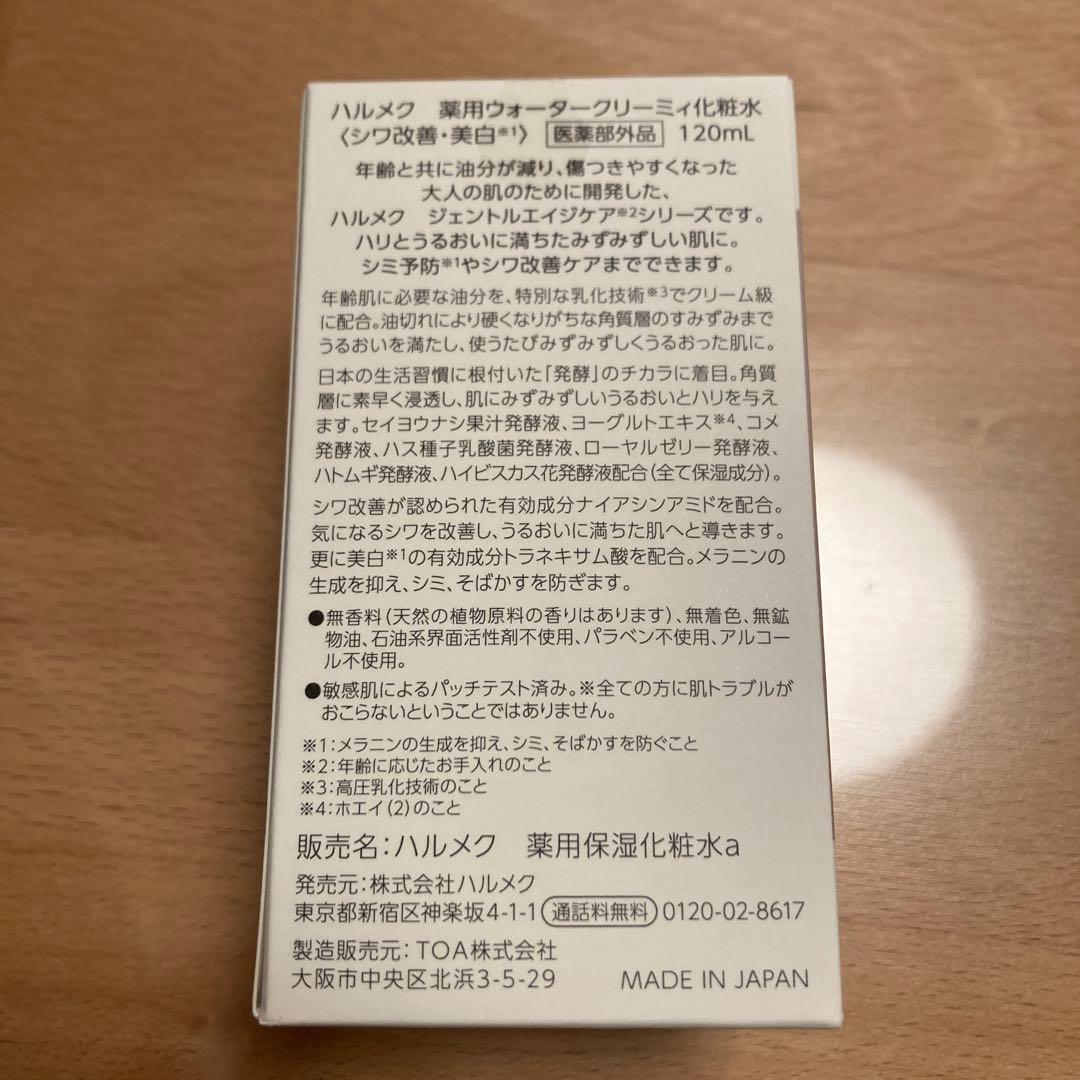 ハルメク　薬用ウォータークリーミィ化粧水
〈シワ改善・美白※1〉 医薬部外品 120mL
年齢と共に油分が減り、傷つきやすくなった
大人の肌のために開発した、
ハルメク　ジェントルエイジケア※2シリーズです。
ハリとうるおいに満ちたみずみずしい肌に。
シミ予防※1やシワ改善ケアまでできます。
年齢肌に必要な油分を、特別な乳化技術※3でクリーム級
に配合。油切れにより硬くなりがちな角質層のすみずみまで
うるおいを満たし、使うたびみずみずしくうるおった肌に。
日本の生活習慣に根付いた「発酵」のチカラに着目。角質
層に素早く浸透し、肌にみずみずしいうるおいとハリを与え
ます。セイヨウナシ果汁発酵液、ヨーグルトエキス※4、コメ
発酵液、ハス種子乳酸菌発酵液、ローヤルゼリー発酵液、
ハトムギ発酵液、ハイビスカス花発酵液配合（全て保湿成分）。
シワ改善が認められた有効成分ナイアシンアミドを配合。
気になるシワを改善し、うるおいに満ちた肌へと導きます。
更に美白※1の有効成分トラネキサム酸を配合。メラニンの
生成を抑え、シミ、そばかすを防ぎます。
●無香料（天然の植物原料の香りはあります）、無着色、無鉱
物油、石油系界面活性剤不使用、パラベン不使用、アルコー
ル不使用。
●敏感肌によるパッチテスト済み。※全ての方に肌トラブルが
おこらないということではありません。
※1：メラニンの生成を抑え、シミ、そばかすを防ぐこと
※2：年齢に応じたお手入れのこと
※3：高圧乳化技術のこと
※4：ホエイ（2）のこと
販売名：ハルメク　薬用保湿化粧水a
発売元：株式会社ハルメク
東京都新宿区神楽坂4-1-1 通話料無料 0120-02-8617
製造販売元：TOA株式会社
大阪市中央区北浜3-5-29 MADE IN JAPAN